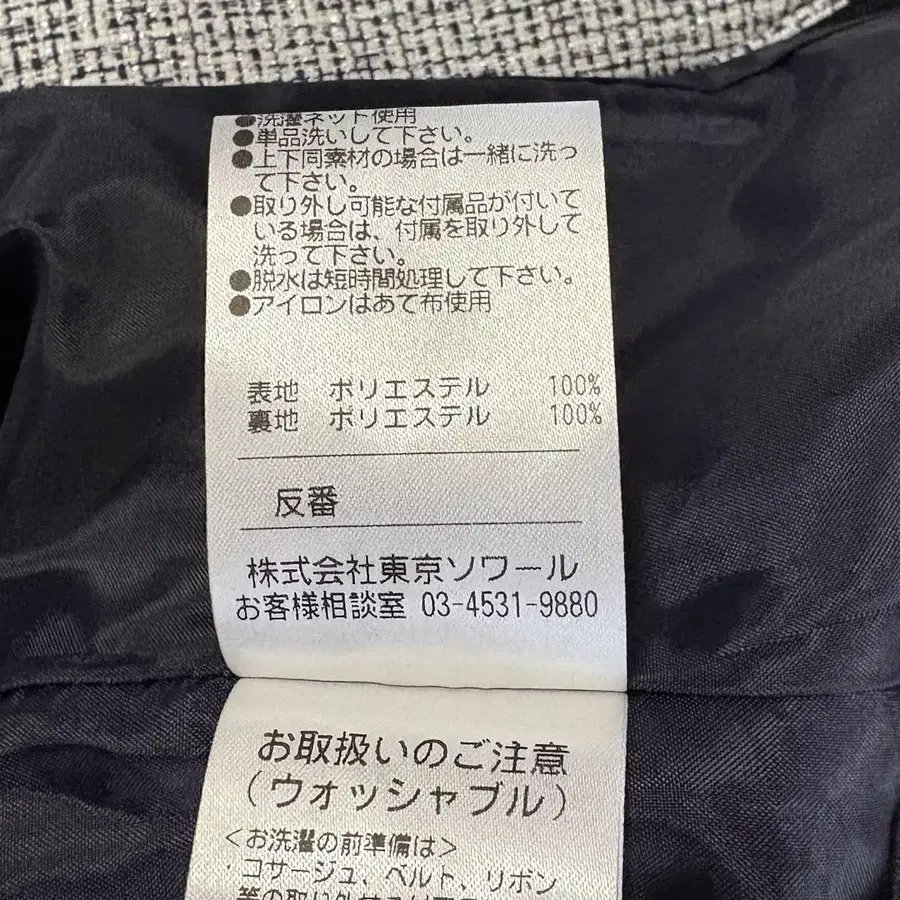 ●洗濯ネット使用
●単品洗いして下さい。
●上下同素材の場合は一緒に洗っ
て下さい。
●取り外し可能な付属品が付いて
いる場合は、付属を取り外して
洗って下さい。
●脱水は短時間処理して下さい。
●アイロンはあて布使用
表地 ポリエステル 100%
裏地 ポリエステル 100%
反番
株式会社東京ソワール
お客様相談室 03-4531-9880
お取扱いのご注意
（ウォッシャブル）
<お洗濯の前準備は>
・コサージュ、ベルト、リボン
等の取り外せる